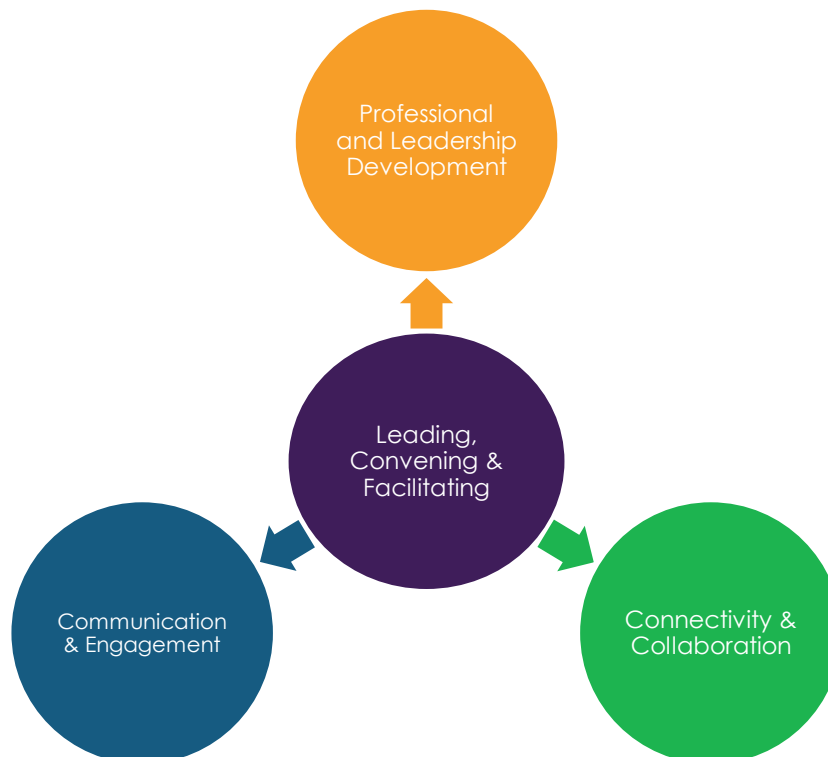 Professional
and Leadership
Development
Leading,
Convening &
Facilitating
Communication
& Engagement
Connectivity &
Collaboration